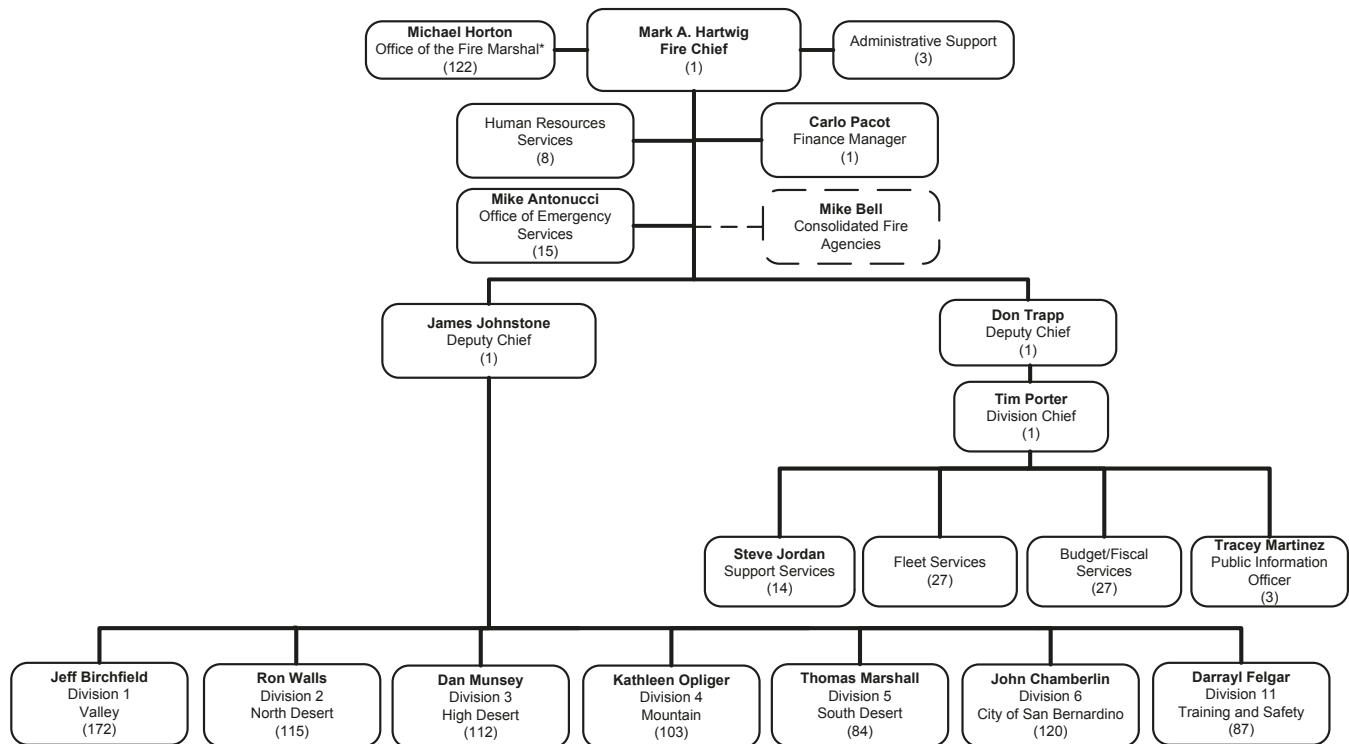 Michael Horton
Office of the Fire Marshal*
(122)
Mark A. Hartwig
Fire Chief
(1)
Administrative Support
(3)
Human Resources
Services
(8)
Carlo Pacot
Finance Manager
(1)
Mike Antonucci
Office of Emergency
Services
(15)
Mike Bell
Consolidated Fire
Agencies
James Johnstone
Deputy Chief
(1)
Don Trapp
Deputy Chief
(1)
Tim Porter
Division Chief
(1)
Steve Jordan
Support Services
(14)
Fleet Services
(27)
Budget/Fiscal
Services
(27)
Tracey Martinez
Public Information
Officer
(3)
Jeff Birchfield
Division 1
Valley
(172)
Ron Walls
Division 2
North Desert
(115)
Dan Munsey
Division 3
High Desert
(112)
Kathleen Opliger
Division 4
Mountain
(103)
Thomas Marshall
Division 5
South Desert
(84)
John Chamberlin
Division 6
City of San Bernardino
(120)
Darrayl Felgar
Division 11
Training and Safety
(87)